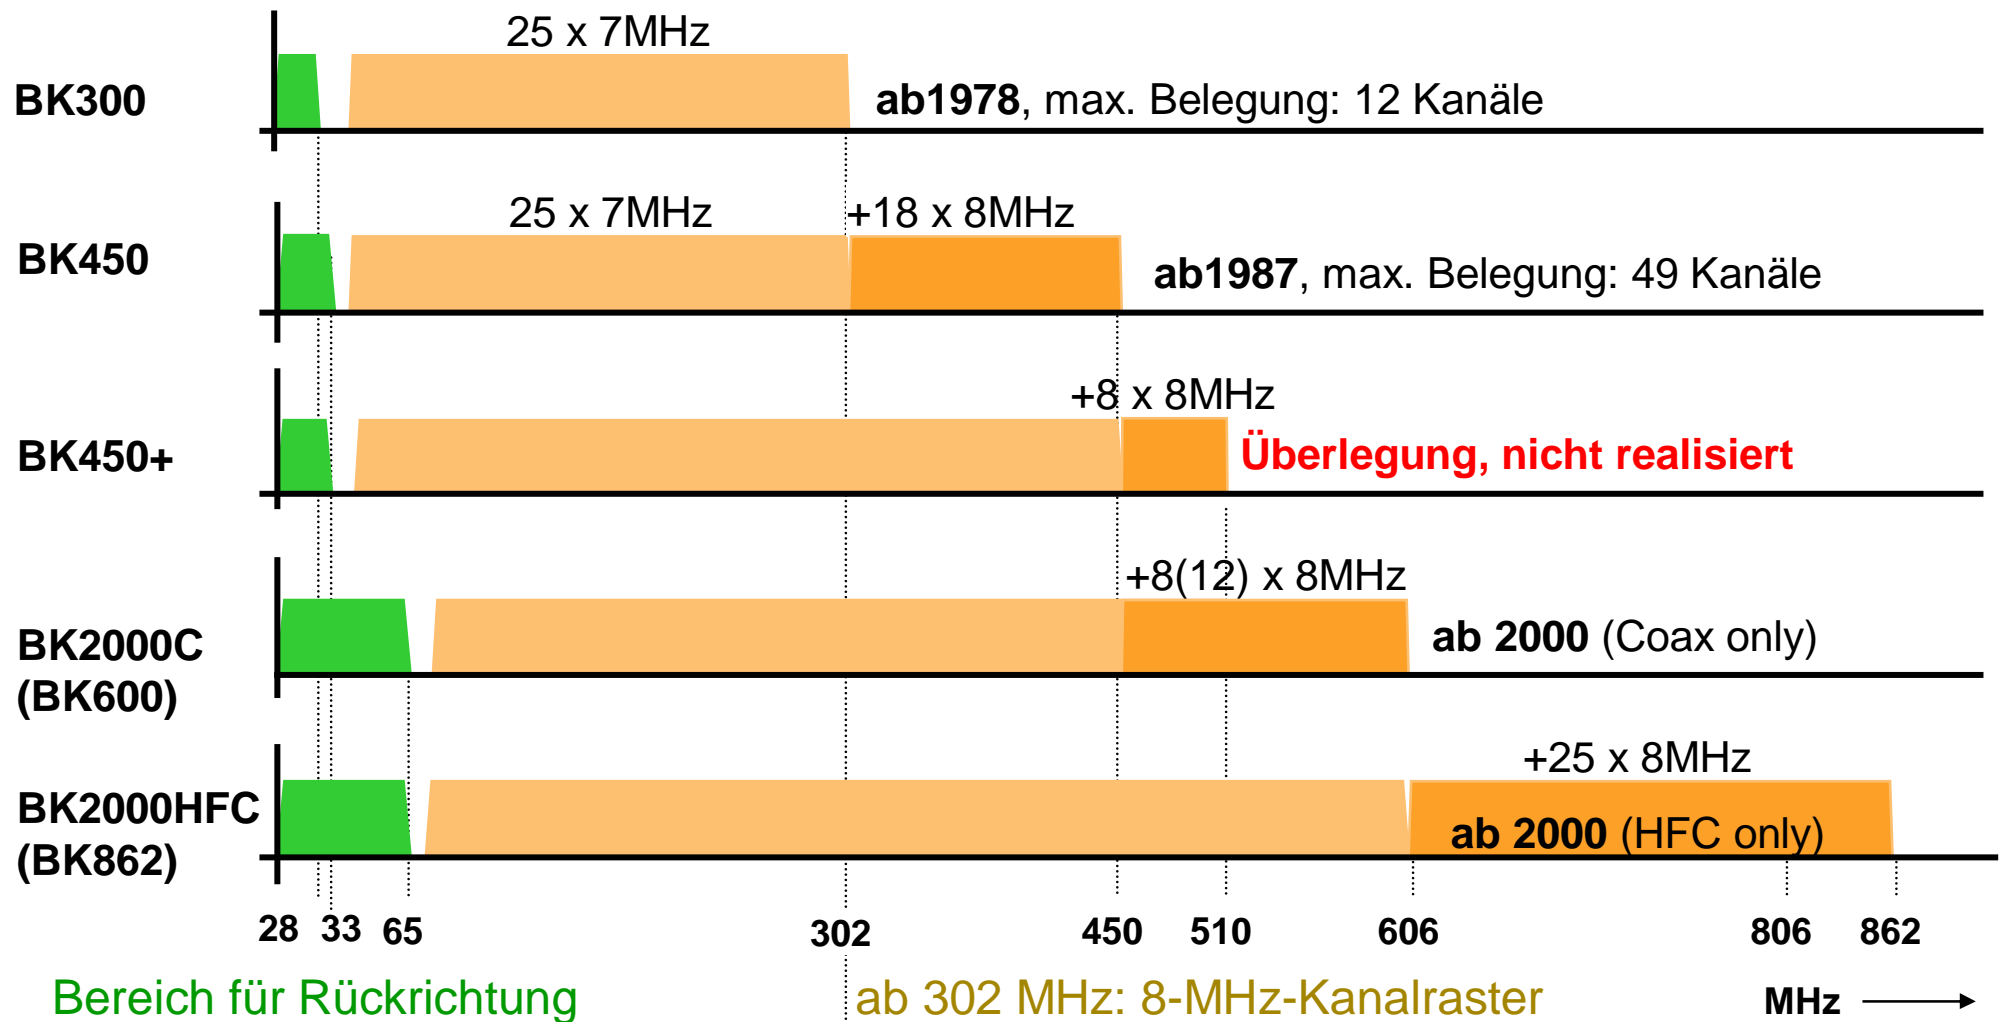 25 x 7MHz
BK300
ab1978, max. Belegung: 12 Kanäle
25 x 7MHz
+18 x 8MHz
BK450
ab1987, max. Belegung: 49 Kanäle
+8 x 8MHz
BK450+
Überlegung, nicht realisiert
+8(12) x 8MHz
BK2000C
(BK600)
ab 2000 (Coax only)
+25 x 8MHz
BK2000HFC
(BK862)
ab 2000 (HFC only)
28 33 65 302 450 510 606 806 862
Bereich für Rückrichtung
ab 302 MHz: 8-MHz-Kanalraster
MHz